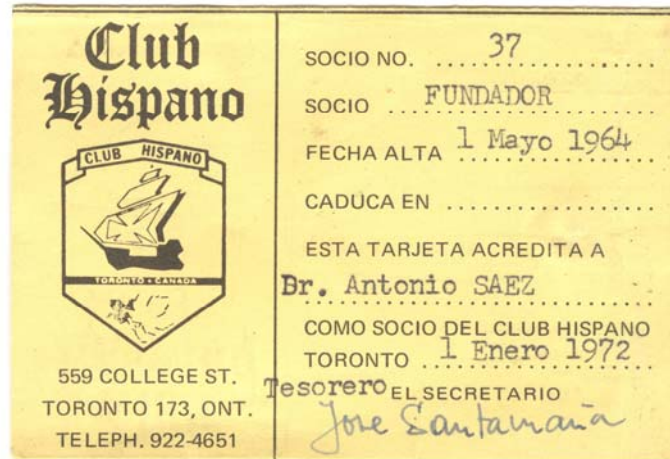 Club
Hispano
CLUB HISPANO
TORONTO • CANADA
559 COLLEGE ST.
TORONTO 173, ONT.
TELEPH. 922-4651
SOCIO NO. 37
SOCIO FUNDADOR
FECHA ALTA 1 Mayo 1964
CADUCA EN
ESTA TARJETA ACREDITA A
Dr. Antonio SAEZ
COMO SOCIO DEL CLUB HISPANO
TORONTO 1 Enero 1972
Tesorero EL SECRETARIO
Jose Santamaría